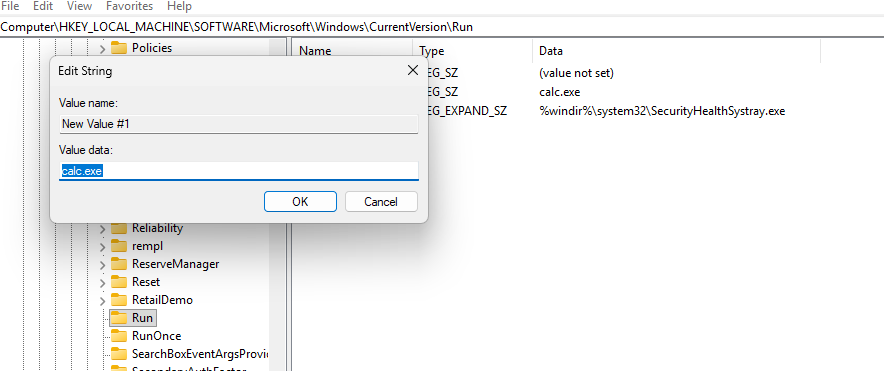 File Edit View Favorites Help
Computer\HKEY_LOCAL_MACHINE\SOFTWARE\Microsoft\Windows\CurrentVersion\Run
Policies
Name Type Data
Edit String
Value name:
New Value #1
Value data:
calc.exe
OK Cancel
EG_SZ (value not set)
EG_SZ calc.exe
EG_EXPAND_SZ %windir%\system32\SecurityHealthSystray.exe
Reliability
rempl
ReserveManager
Reset
RetailDemo
Run
RunOnce
SearchBoxEventArgsProvi
SecondaryAuthFactor